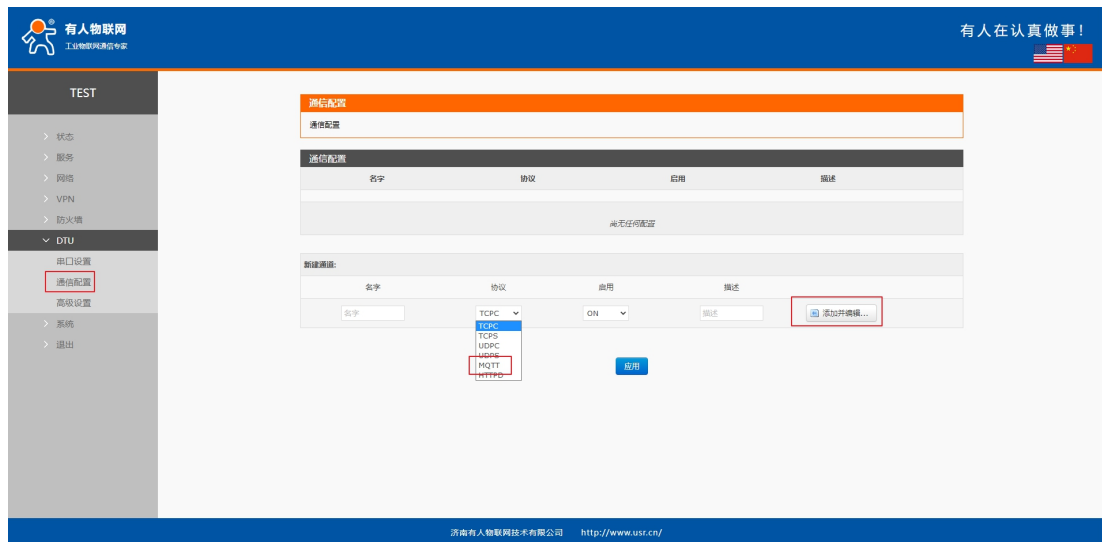 有人物联网
工业物联网通信专家
有人在认真做事!
TEST
状态
服务
网络
VPN
防火墙
DTU
串口设置
通信配置
高级设置
系统
退出
通信配置
通信配置
通信配置
名字 协议 启用 描述
尚无任何配置
新建通道:
名字 协议 启用 描述
名字 TCPC ON 描述 添加并编辑...
TCPC
TCPS
UDPC
UDPS
MQTT
HTTPD
应用
济南有人物联网技术有限公司 http://www.usr.cn/